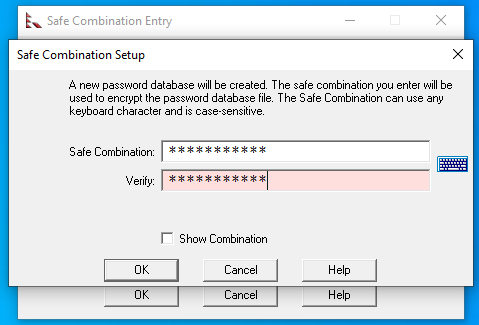 Safe Combination Entry
Safe Combination Setup
A new password database will be created. The safe combination you enter will be
used to encrypt the password database file. The Safe Combination can use any
keyboard character and is case-sensitive.
Safe Combination: ***********
Verify: ***********
Show Combination
OK Cancel Help
OK Cancel Help